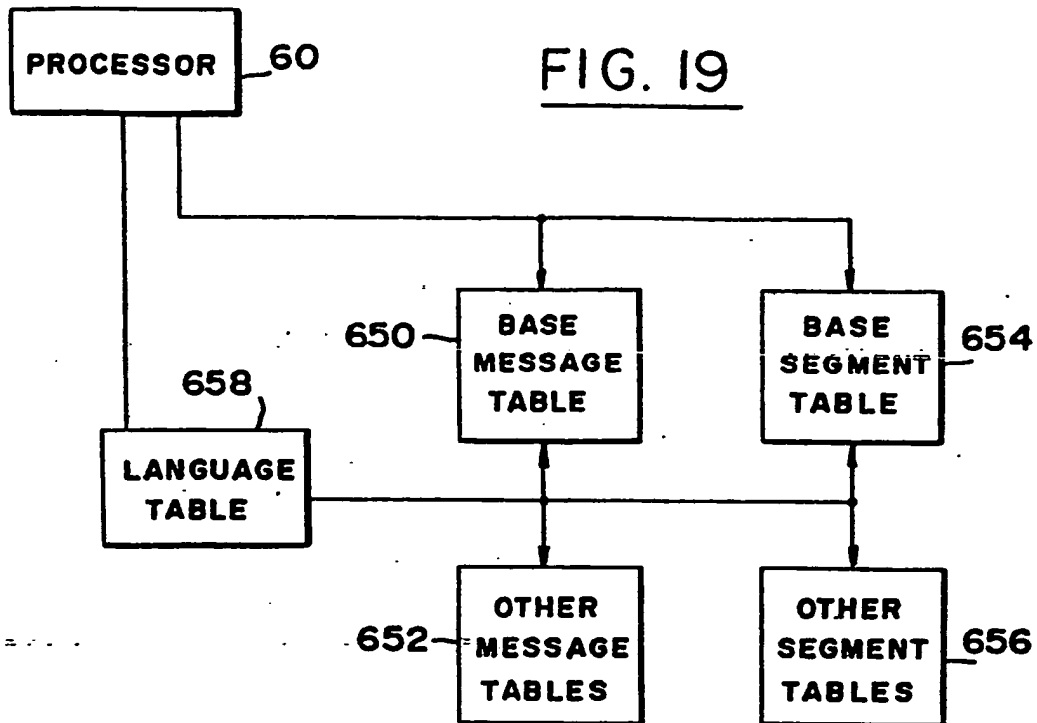 PROCESSOR
60
FIG. 19
650
BASE
MESSAGE
TABLE
BASE
SEGMENT
TABLE
654
658
LANGUAGE
TABLE
652
OTHER
MESSAGE
TABLES
OTHER
SEGMENT
TABLES
656